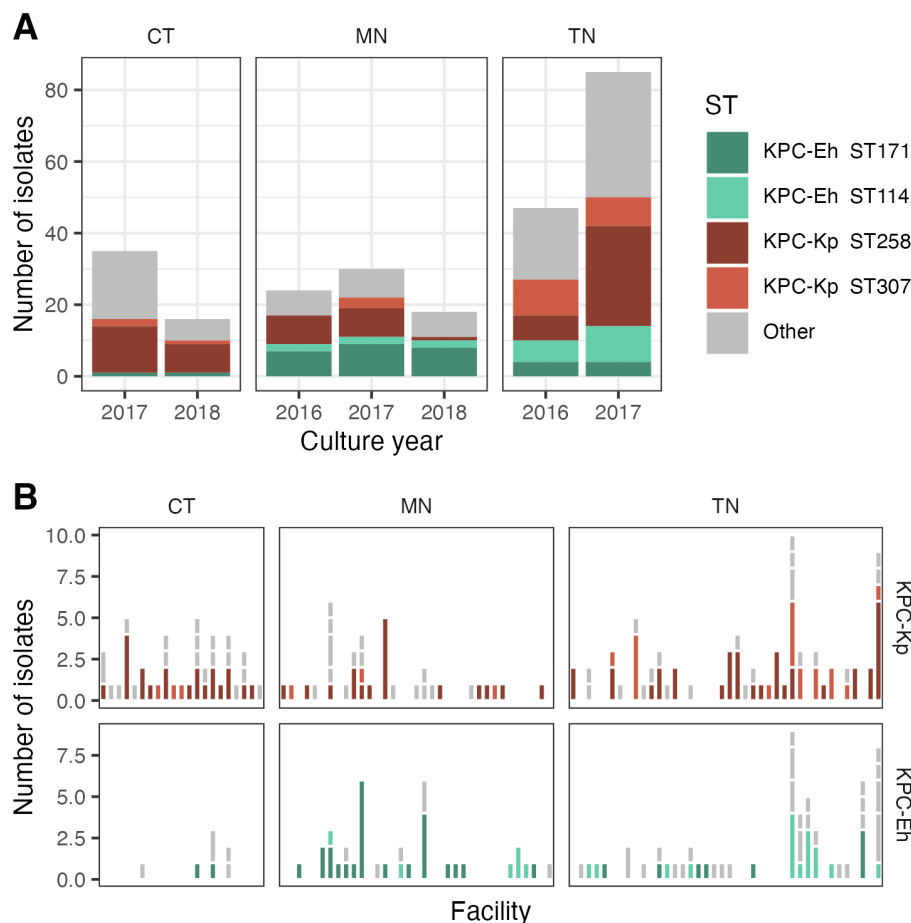 A
CT MN TN
Number of isolates
80
60
40
20
0
2017 2018 2016 2017 2018 2016 2017
Culture year
ST
KPC-Eh ST171
KPC-Eh ST114
KPC-Kp ST258
KPC-Kp ST307
Other
B
CT MN TN
Number of isolates
10.0
7.5
5.0
2.5
0.0
KPC-Kp
7.5
5.0
2.5
0.0
KPC-Eh
Facility